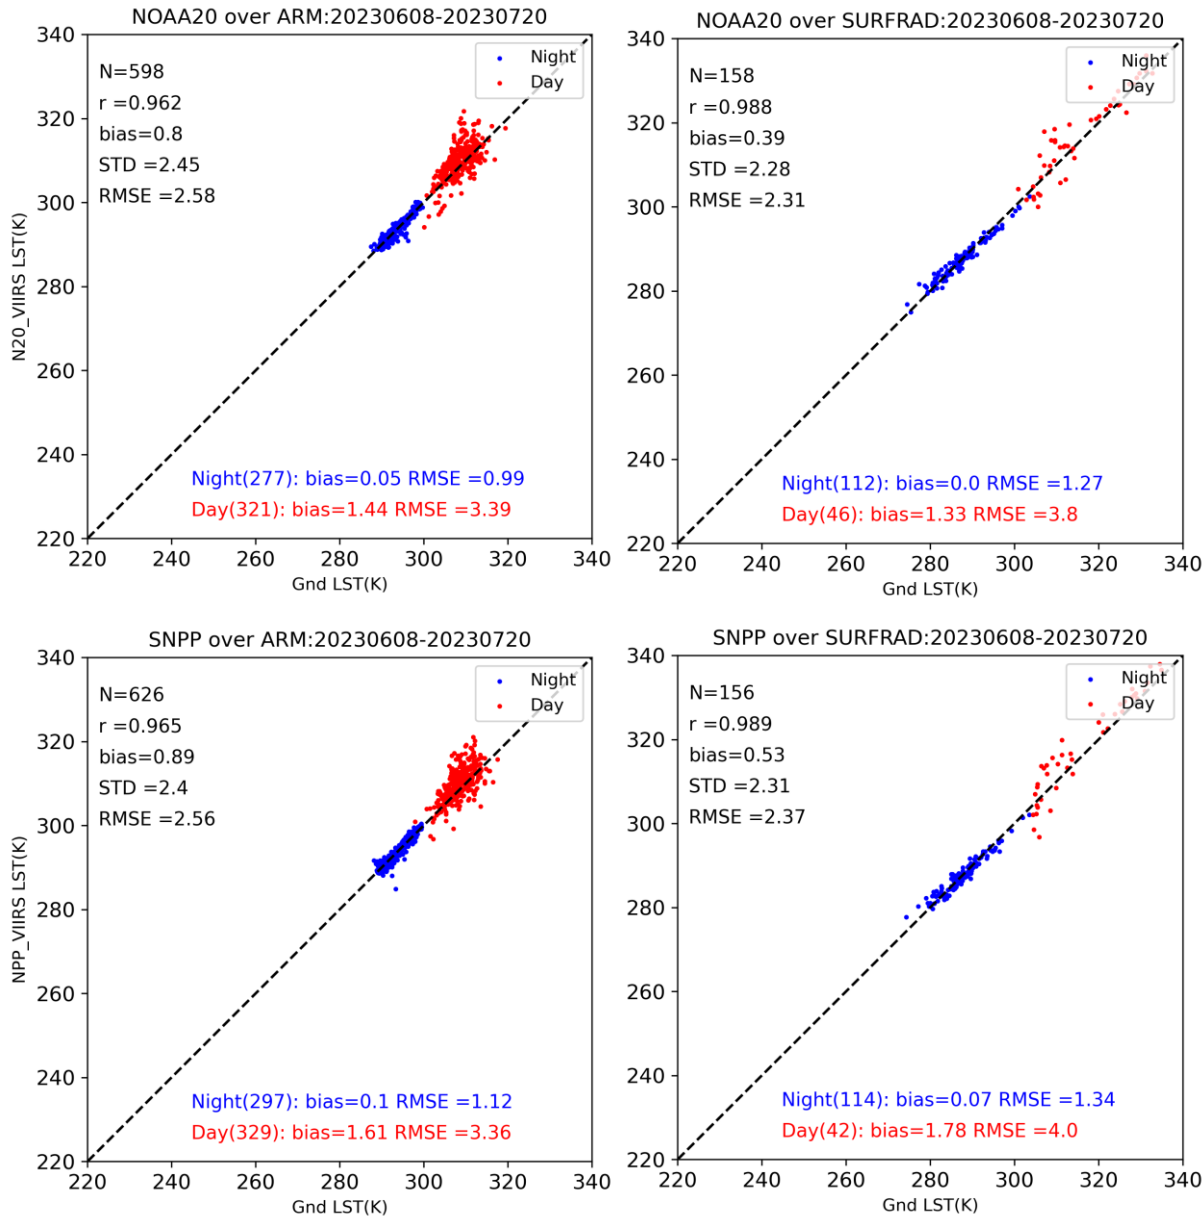 NOAA20 over ARM:20230608-20230720
340
320
300
280
260
240
220
N20_VIIRS LST(K)
Night
Day
N=598
r =0.962
bias=0.8
STD =2.45
RMSE =2.58
Night(277): bias=0.05 RMSE =0.99
Day(321): bias=1.44 RMSE =3.39
220 240 260 280 300 320 340
Gnd LST(K)
NOAA20 over SURFRAD:20230608-20230720
340
320
300
280
260
240
220
Night
Day
N=158
r =0.988
bias=0.39
STD =2.28
RMSE =2.31
Night(112): bias=0.0 RMSE =1.27
Day(46): bias=1.33 RMSE =3.8
220 240 260 280 300 320 340
Gnd LST(K)
SNPP over ARM:20230608-20230720
340
320
300
280
260
240
220
NPP_VIIRS LST(K)
Night
Day
N=626
r =0.965
bias=0.89
STD =2.4
RMSE =2.56
Night(297): bias=0.1 RMSE =1.12
Day(329): bias=1.61 RMSE =3.36
220 240 260 280 300 320 340
Gnd LST(K)
SNPP over SURFRAD:20230608-20230720
340
320
300
280
260
240
220
Night
Day
N=156
r =0.989
bias=0.53
STD =2.31
RMSE =2.37
Night(114): bias=0.07 RMSE =1.34
Day(42): bias=1.78 RMSE =4.0
220 240 260 280 300 320 340
Gnd LST(K)